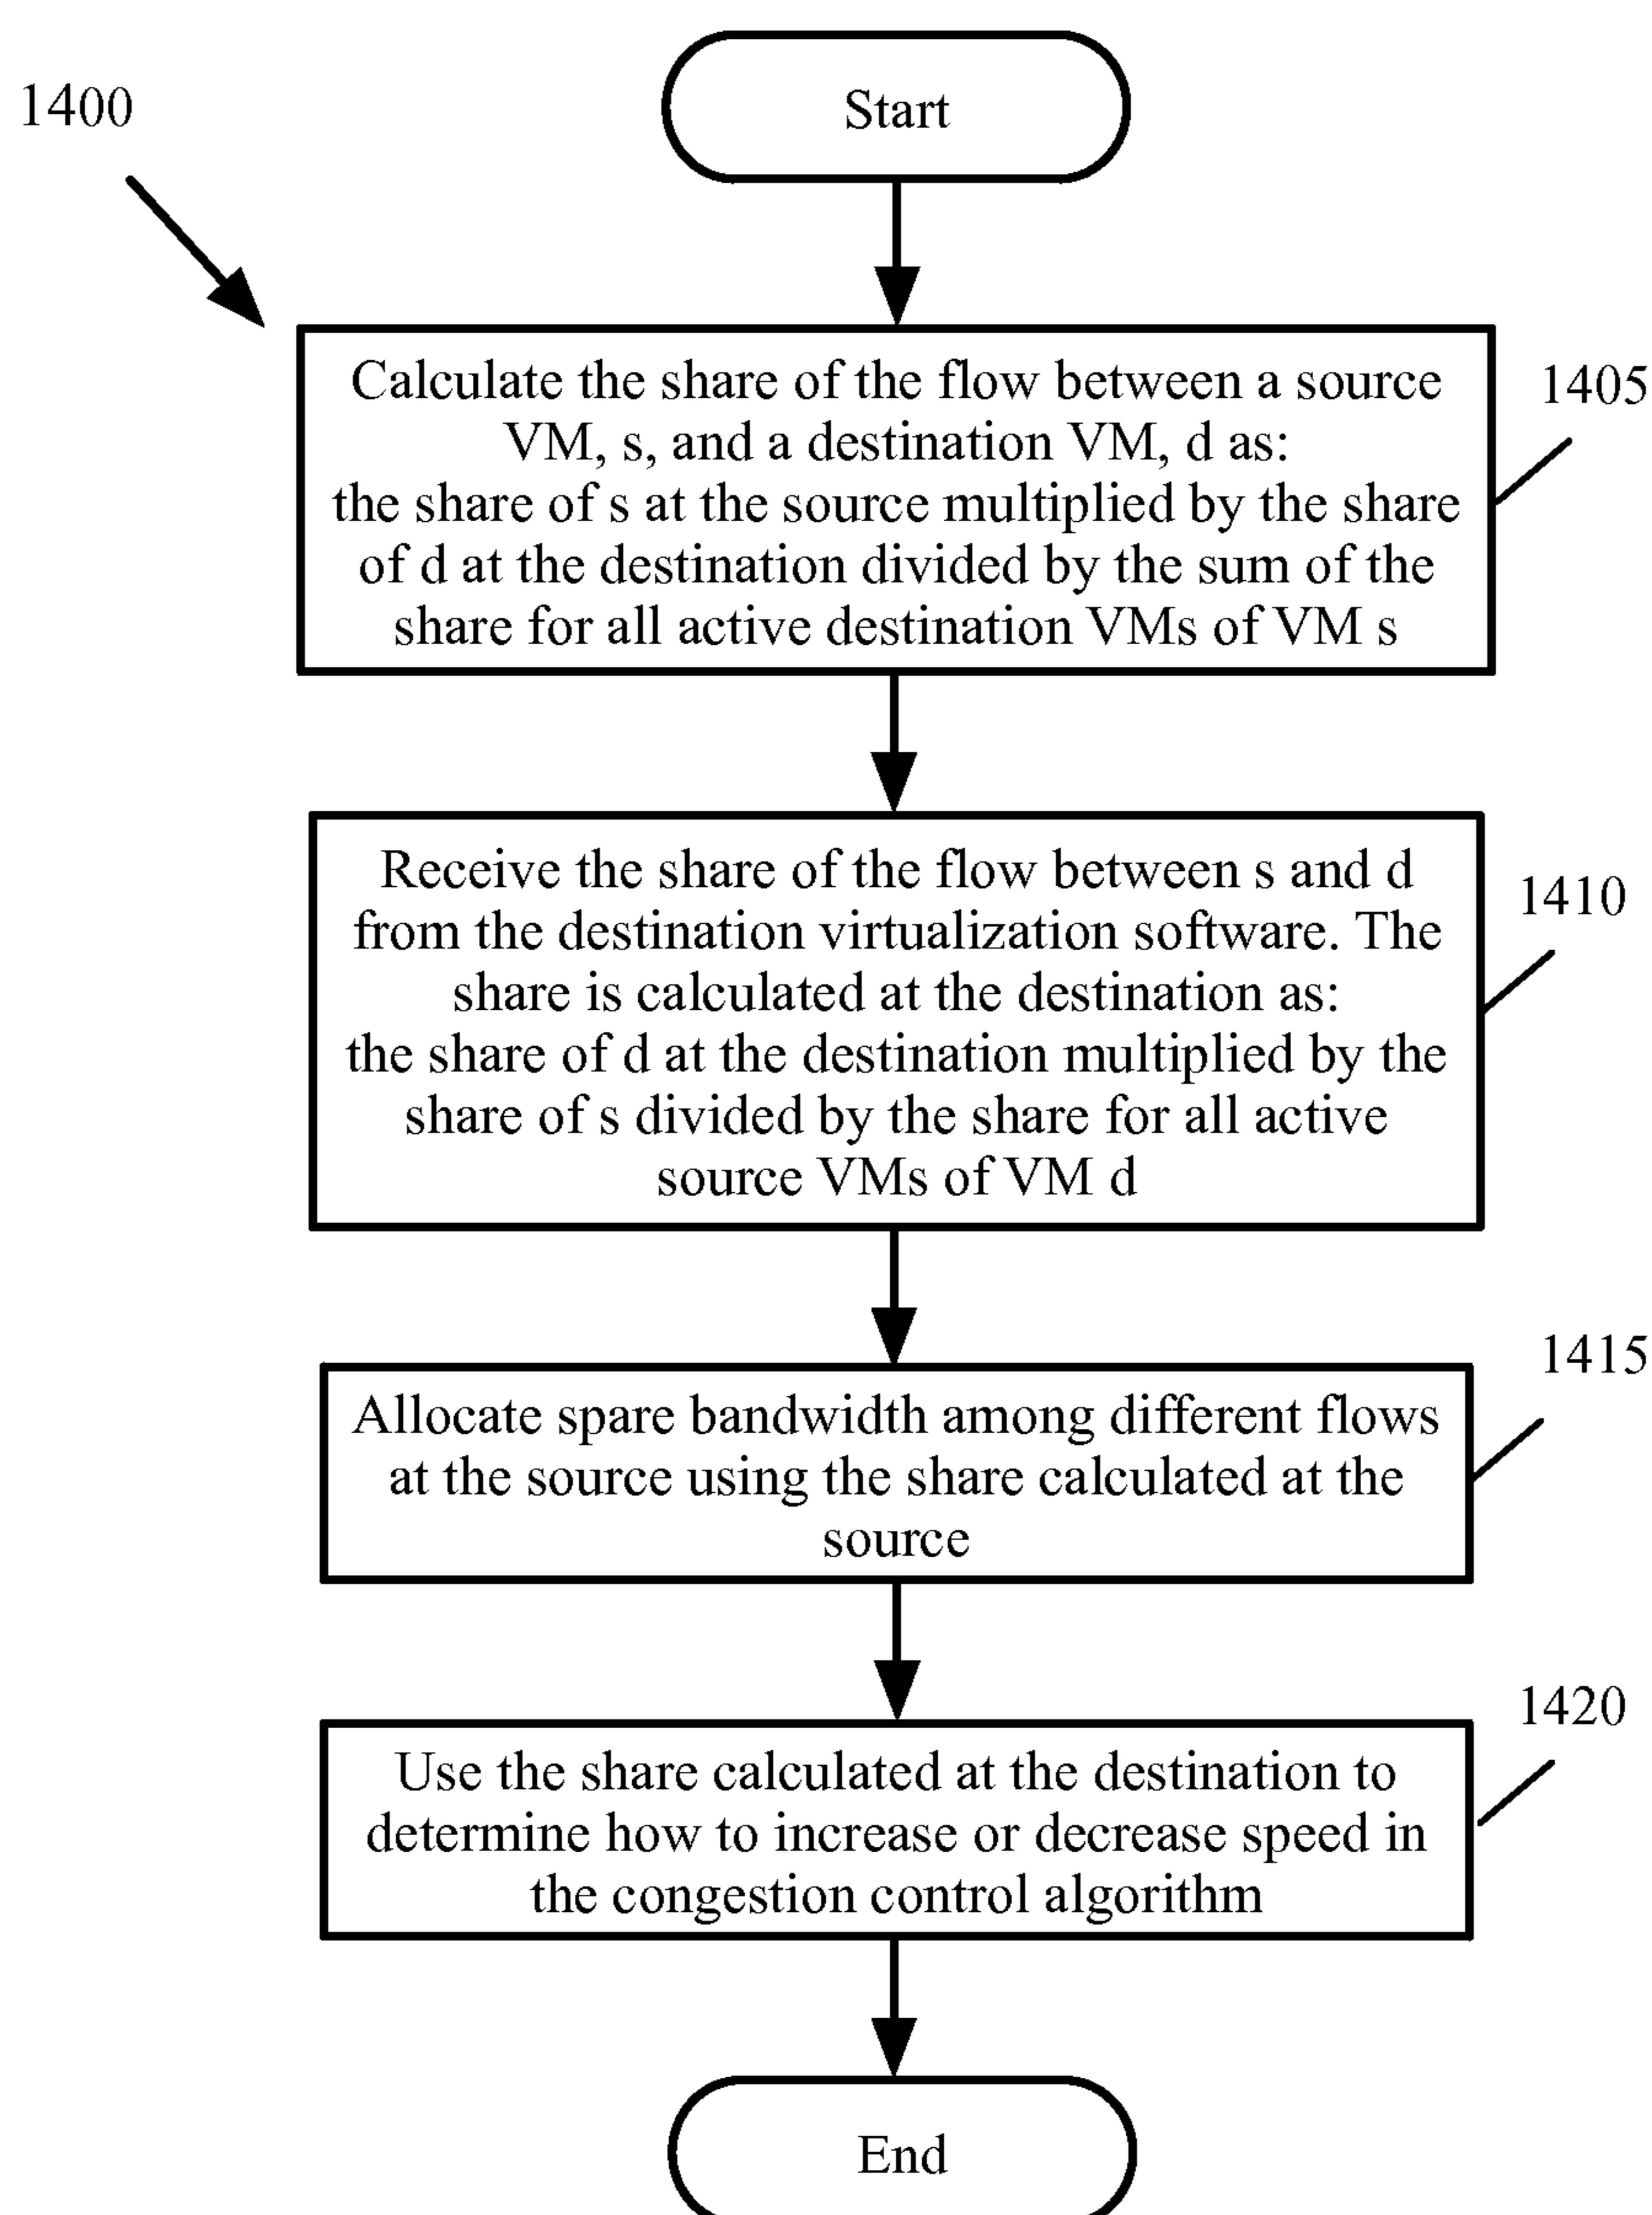 1400
Start
Calculate the share of the flow between a source
VM, s, and a destination VM, d as:
the share of s at the source multiplied by the share
of d at the destination divided by the sum of the
share for all active destination VMs of VM s
1405
Receive the share of the flow between s and d
from the destination virtualization software. The
share is calculated at the destination as:
the share of d at the destination multiplied by the
share of s divided by the share for all active
source VMs of VM d
1410
Allocate spare bandwidth among different flows
at the source using the share calculated at the
source
1415
Use the share calculated at the destination to
determine how to increase or decrease speed in
the congestion control algorithm
1420
End